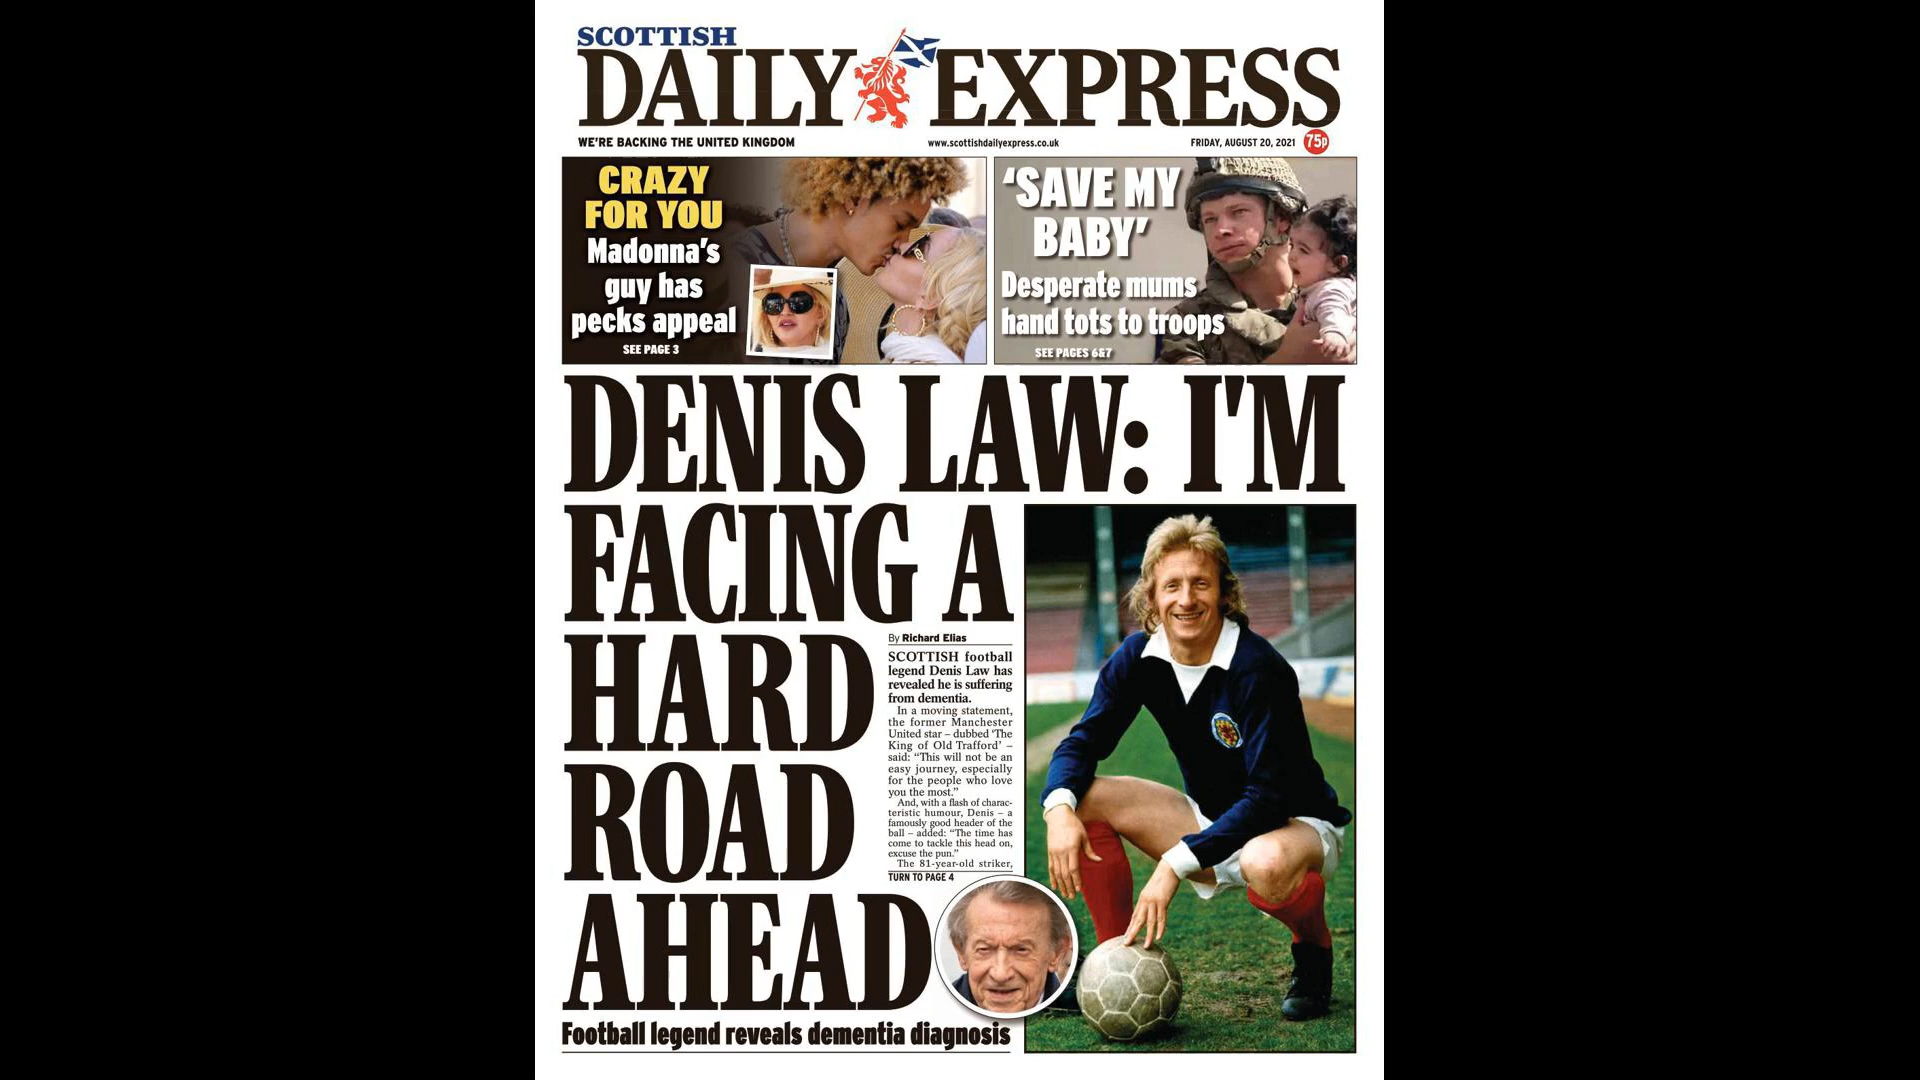 SCOTTISH
DAILY EXPRESS
WE'RE BACKING THE UNITED KINGDOM
www.scottishdailyexpress.co.uk
FRIDAY, AUGUST 20, 2021
75p
CRAZY
FOR YOU
Madonna's
guy has
pecks appeal
SEE PAGE 3
'SAVE MY
BABY'
Desperate mums
hand tots to troops
SEE PAGES 6&7
DENIS LAW: I'M
FACING A
HARD
ROAD
AHEAD
By Richard Elias
SCOTTISH football
legend Denis Law has
revealed he is suffering
from dementia.
In a moving statement,
the former Manchester
United star – dubbed 'The
King of Old Trafford' –
said: "This will not be an
easy journey, especially
for the people who love
you the most."
And, with a flash of charac-
teristic humour, Denis – a
famously good header of the
ball – added: "The time has
come to tackle this head on,
excuse the pun."
The 81-year-old striker,
TURN TO PAGE 4
Football legend reveals dementia diagnosis